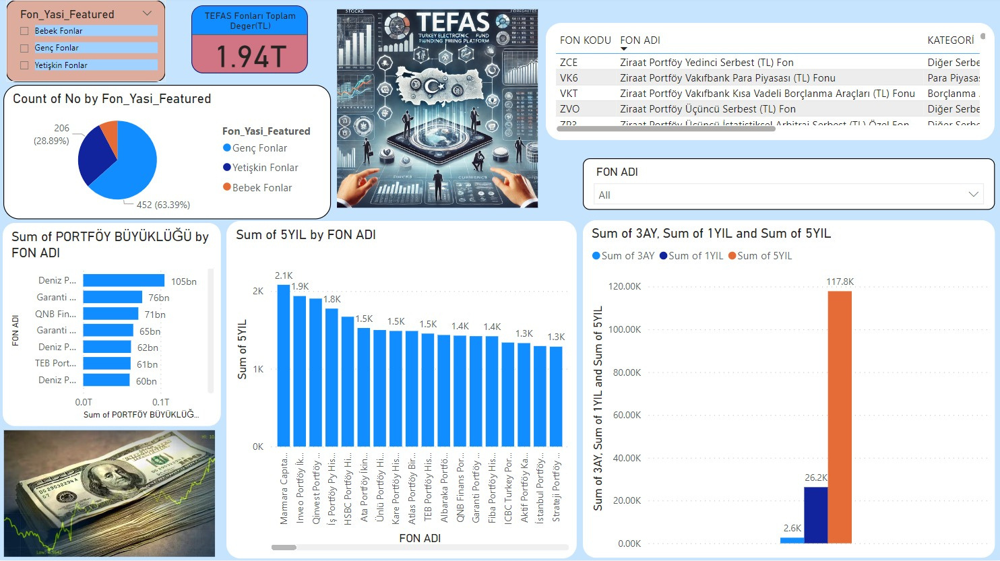 Fon_Yasi_Featured
Bebek Fonlar
Genç Fonlar
Yetişkin Fonlar
TEFAS Fonları Toplam
Deger(TL)
1.94T
STOCKS
TEFAS
TURKEY ELECTRONIC FUND
PLATFORM
STOCKS
FON KODU FON ADI KATEGORİ
ZCE Ziraat Portföy Yedinci Serbest (TL) Fon Diğer Serbe
VK6 Ziraat Portföy Vakıfbank Para Piyasası (TL) Fonu Para Piyasas
VKT Ziraat Portföy Vakıfbank Kısa Vadeli Borçlanma Araçları (TL) Fonu Borçlanma
ZVO Ziraat Portföy Üçüncü Serbest (TL) Fon Diğer Serbe
ZP3 Ziraat Portföy Üçüncü İstatistiksel Arbitraj Serbest (TL) Özel Fon Diğer Serbe
Count of No by Fon_Yasi_Featured
206
(28.89%)
452 (63.39%)
Fon_Yasi_Featured
Genç Fonlar
Yetişkin Fonlar
Bebek Fonlar
FON ADI
All
Sum of PORTFÖY BÜYÜKLÜĞÜ by
FON ADI
FON ADI
Deniz P... 105bn
Garanti ... 76bn
QNB Fin... 71bn
Garanti ... 65bn
Deniz P... 62bn
TEB Port... 61bn
Deniz P... 60bn
0.0T 0.1T
Sum of PORTFÖY BÜYÜKLÜĞ...
Sum of 5YIL by FON ADI
Sum of 5YIL
2K
1K
0K
2.1K
1.9K
1.8K
1.5K
1.5K
1.5K
1.4K
1.4K
1.3K
1.3K
Marmara Capita...
Inveo Portföy İk...
Qinvest Portföy ...
İş Portföy Py His...
HSBC Portföy Hi...
Ata Portföy İkin...
Ünlü Portföy Hi...
Kare Portföy His...
Atlas Portföy Bir...
TEB Portföy His...
Albaraka Portfö...
QNB Finans Por...
Garanti Portföy ...
Fiba Portföy His...
ICBC Turkey Por...
Aktif Portföy Ka...
İstanbul Portföy...
Strateji Portföy ...
FON ADI
Sum of 3AY, Sum of 1YIL and Sum of 5YIL
Sum of 3AY Sum of 1YIL Sum of 5YIL
Sum of 3AY, Sum of 1YIL and Sum of 5YIL
120.00K
100.00K
80.00K
60.00K
40.00K
20.00K
0.00K
2.6K
26.2K
117.8K